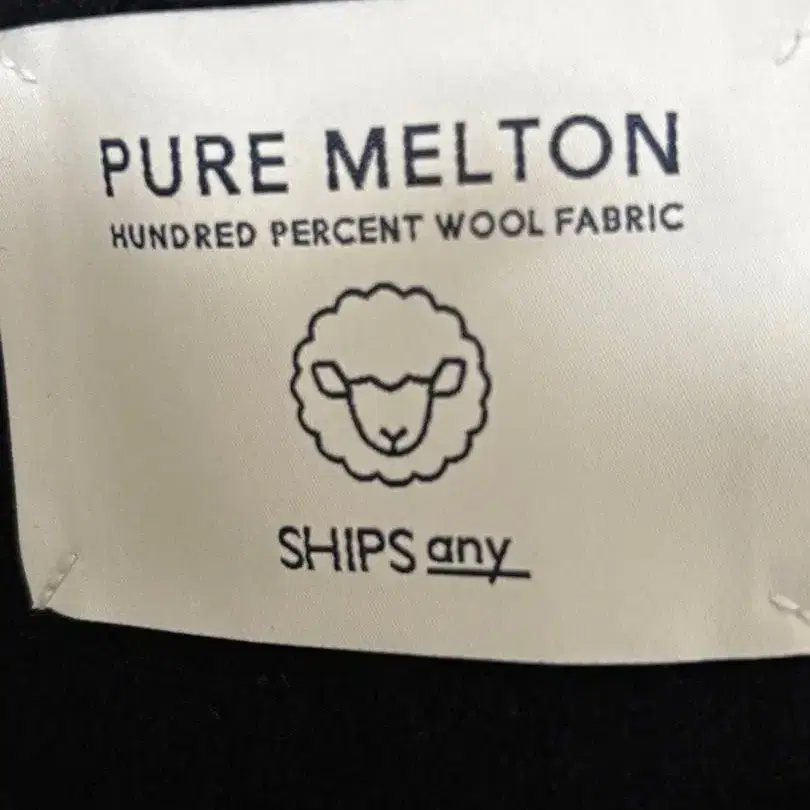 PURE MELTON
HUNDRED PERCENT WOOL FABRIC
SHIPS any